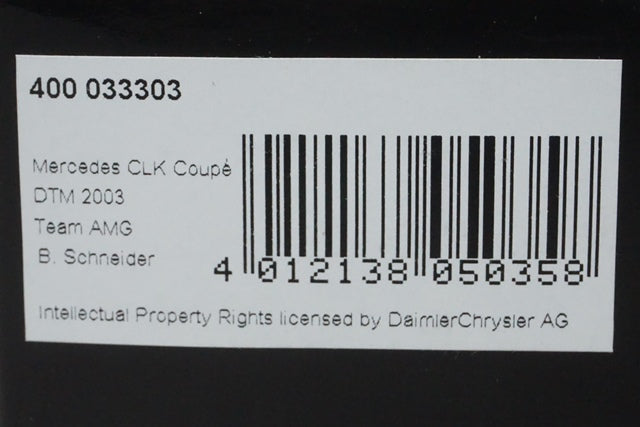 400 033303
Mercedes CLK Coupé
DTM 2003
Team AMG
B. Schneider
4 012138 050358
Intellectual Property Rights licensed by DaimlerChrysler AG